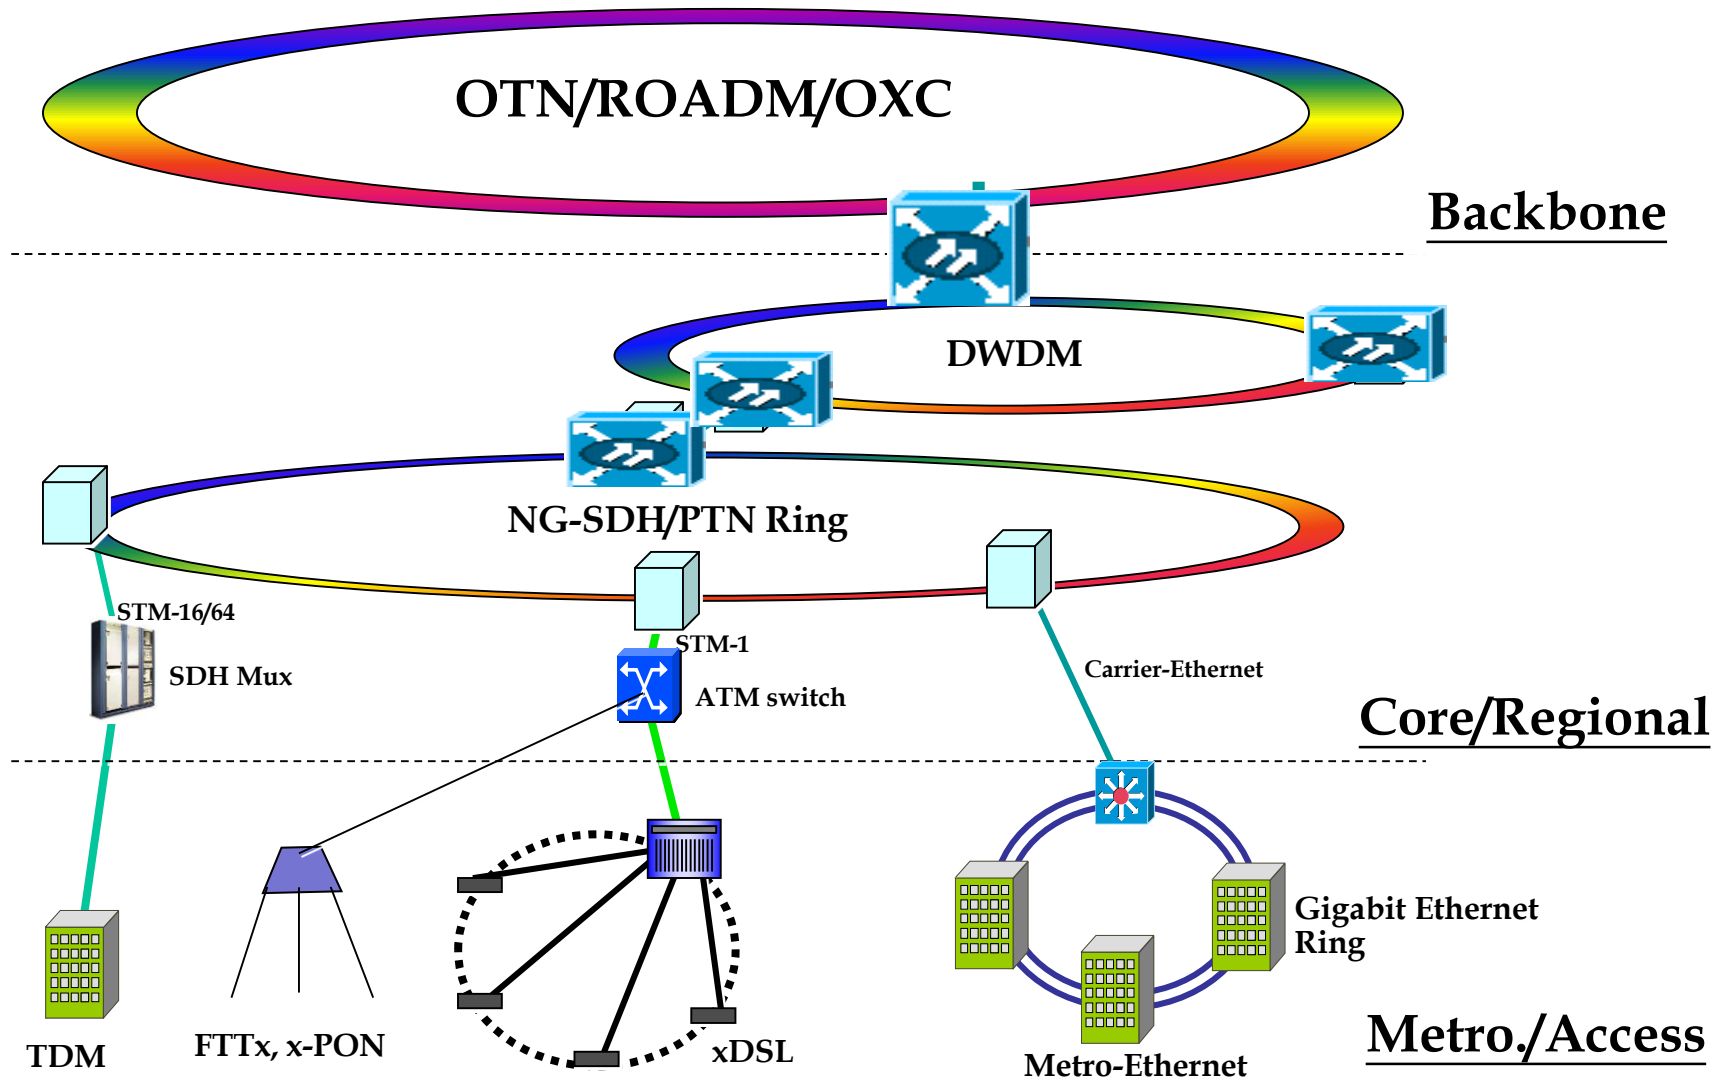 OTN/ROADM/OXC
Backbone
DWDM
NG-SDH/PTN Ring
STM-16/64
STM-1
SDH Mux
ATM switch
Carrier-Ethernet
Core/Regional
Gigabit Ethernet
Ring
TDM
FTTx, x-PON
xDSL
Metro-Ethernet
Metro./Access